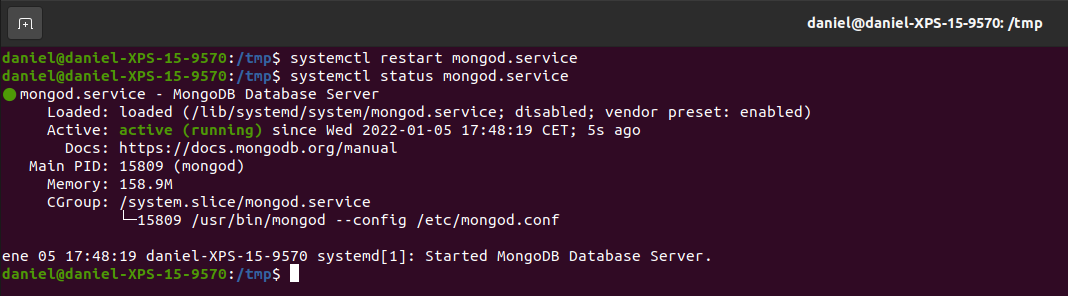 daniel@daniel-XPS-15-9570: /tmp
daniel@daniel-XPS-15-9570:/tmp$ systemctl restart mongod.service
daniel@daniel-XPS-15-9570:/tmp$ systemctl status mongod.service
● mongod.service - MongoDB Database Server
     Loaded: loaded (/lib/systemd/system/mongod.service; disabled; vendor preset: enabled)
     Active: active (running) since Wed 2022-01-05 17:48:19 CET; 5s ago
       Docs: https://docs.mongodb.org/manual
   Main PID: 15809 (mongod)
     Memory: 158.9M
     CGroup: /system.slice/mongod.service
             └─15809 /usr/bin/mongod --config /etc/mongod.conf

ene 05 17:48:19 daniel-XPS-15-9570 systemd[1]: Started MongoDB Database Server.
daniel@daniel-XPS-15-9570:/tmp$